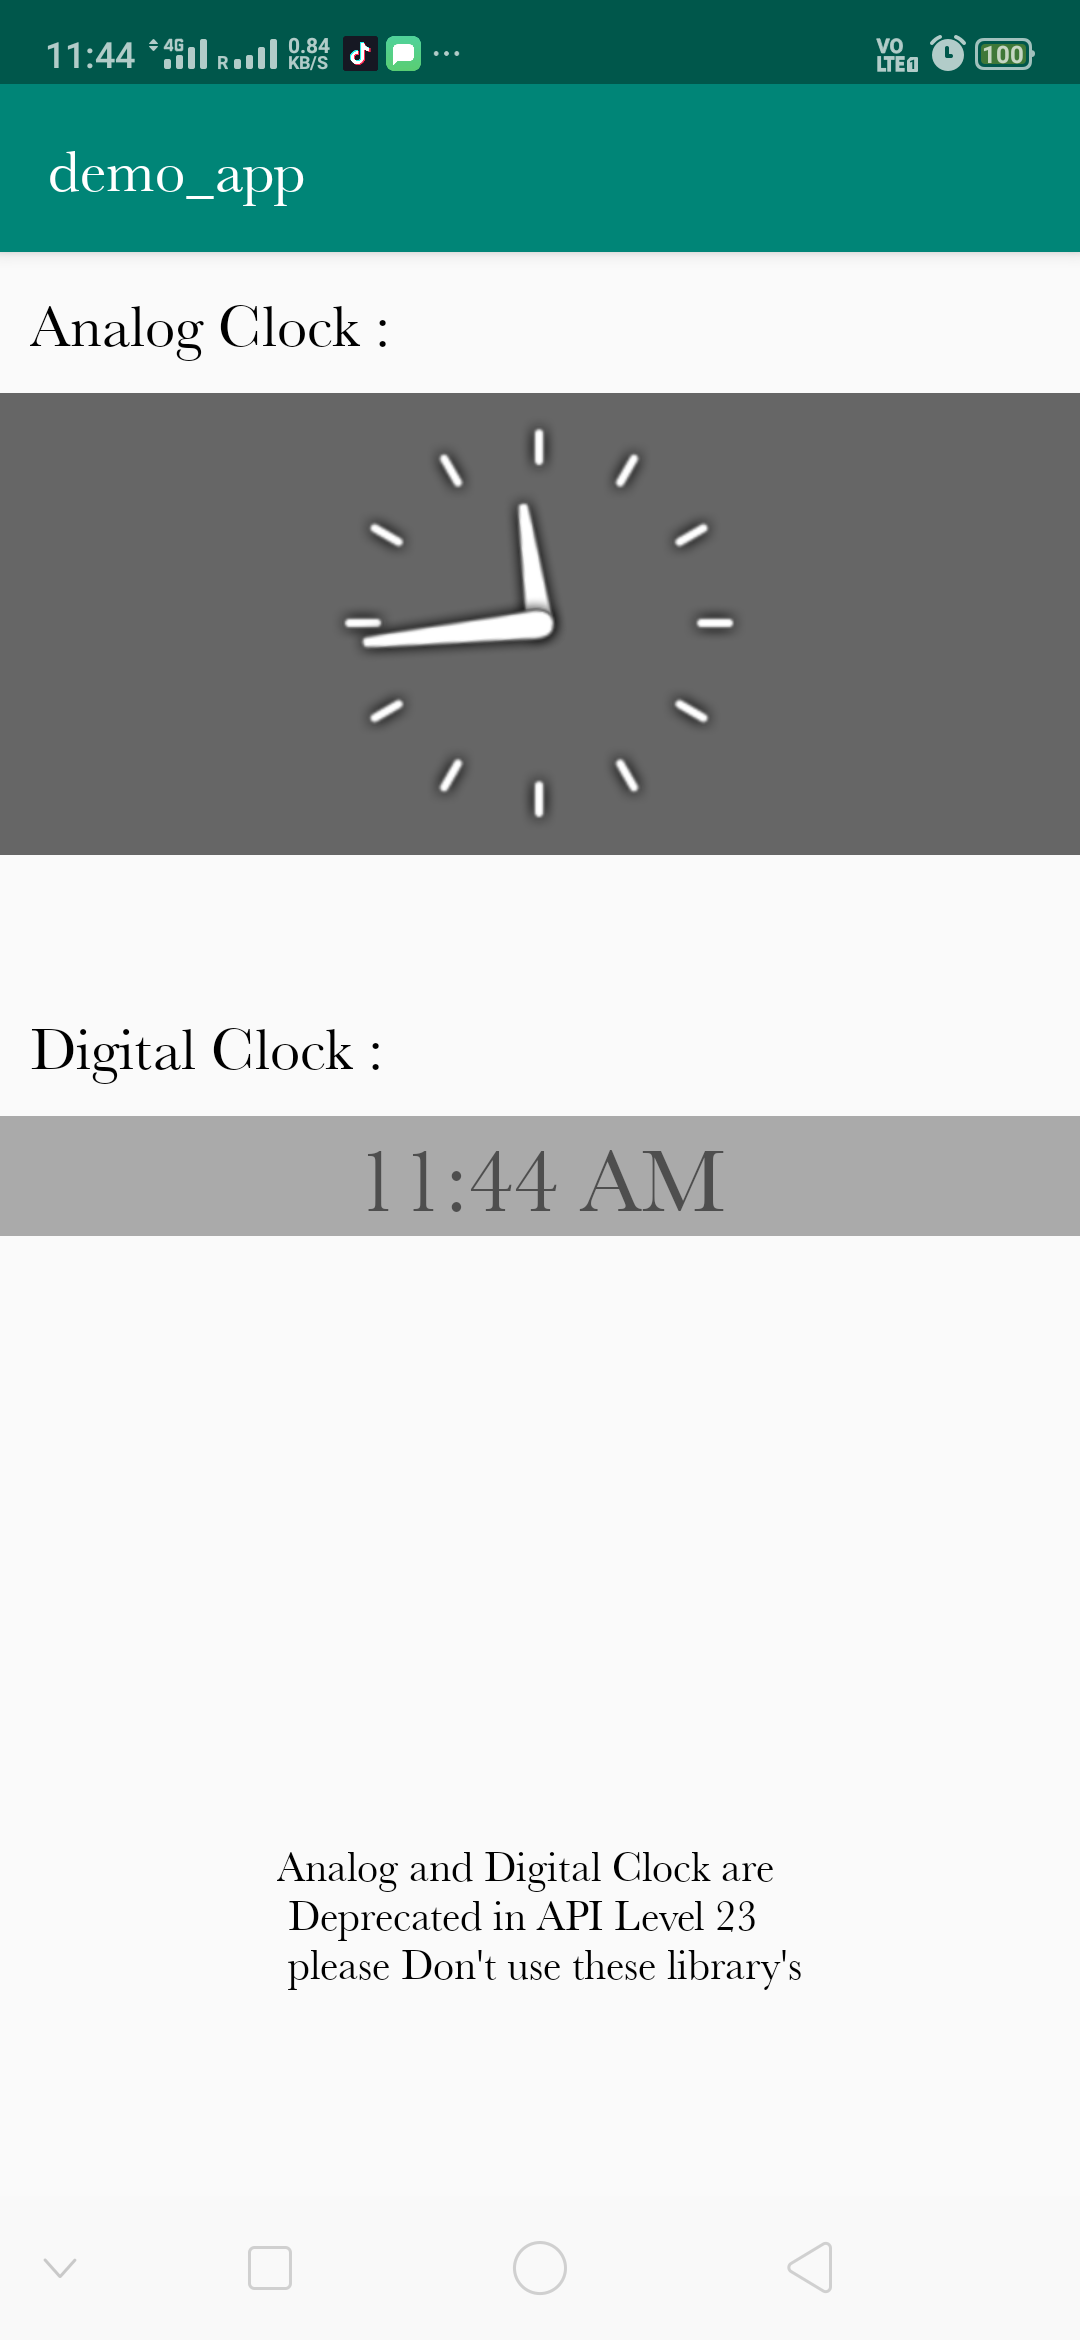 11:44 4G R 0.84 KB/S VO LTE 1 100
demo_app
Analog Clock :
Digital Clock :
11:44 AM
Analog and Digital Clock are
Deprecated in API Level 23
please Don't use these library's